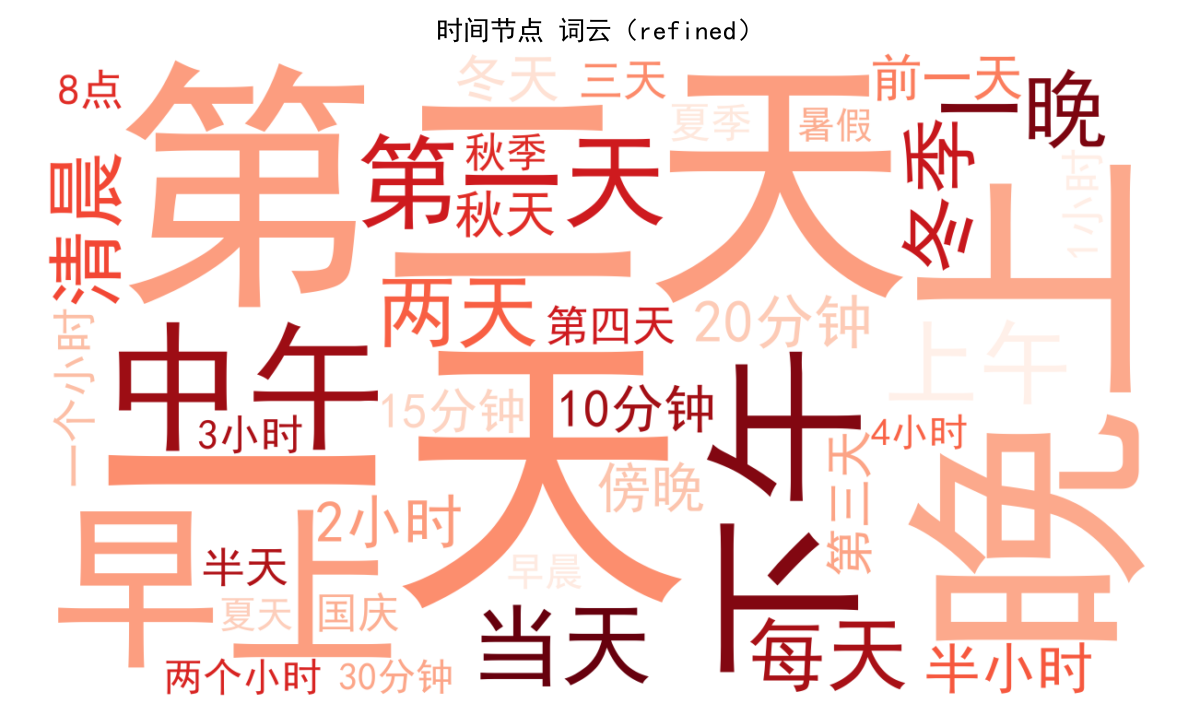 时间节点 词云（refined）
8点
第二天
冬天
三天
前一天
一晚
夏季
暑假
第一天
秋季
秋天
清晨
冬季
1小时
晚上
两天
第四天
20分钟
上午
一个小时
中午
一天
15分钟
10分钟
下午
3小时
4小时
第三天
傍晚
早上
2小时
半天
早晨
夏天
国庆
当天
每天
半小时
两个小时
30分钟